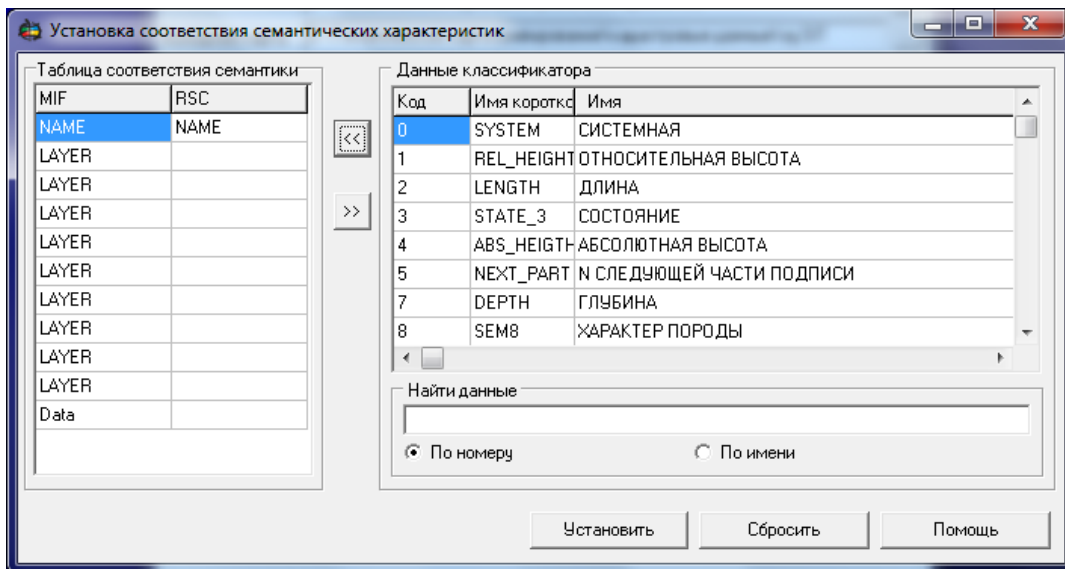 Установка соответствия семантических характеристик
Таблица соответствия семантики
MIF RSC
NAME NAME
LAYER
LAYER
LAYER
LAYER
LAYER
LAYER
LAYER
LAYER
LAYER
Data
<<
>>
Данные классификатора
Код Имя коротко Имя
0 SYSTEM СИСТЕМНАЯ
1 REL_HEIGHT ОТНОСИТЕЛЬНАЯ ВЫСОТА
2 LENGTH ДЛИНА
3 STATE_3 СОСТОЯНИЕ
4 ABS_HEIGTH АБСОЛЮТНАЯ ВЫСОТА
5 NEXT_PART N СЛЕДУЮЩЕЙ ЧАСТИ ПОДПИСИ
7 DEPTH ГЛУБИНА
8 SEM8 ХАРАКТЕР ПОРОДЫ
Найти данные
По номеру По имени
Установить Сбросить Помощь